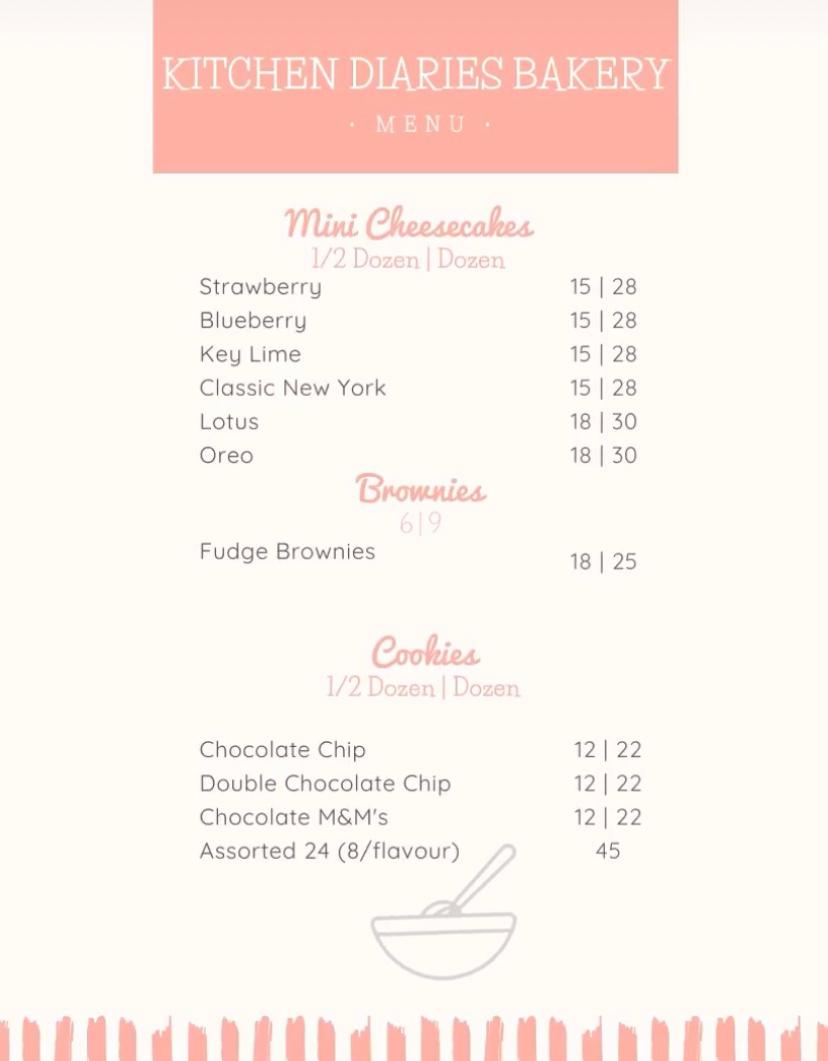 KITCHEN DIARIES BAKERY
· MENU ·
Mini Cheesecakes
1/2 Dozen | Dozen
Strawberry 15 | 28
Blueberry 15 | 28
Key Lime 15 | 28
Classic New York 15 | 28
Lotus 18 | 30
Oreo 18 | 30
Brownies
6|9
Fudge Brownies 18 | 25
Cookies
1/2 Dozen | Dozen
Chocolate Chip 12 | 22
Double Chocolate Chip 12 | 22
Chocolate M&M's 12 | 22
Assorted 24 (8/flavour) 45